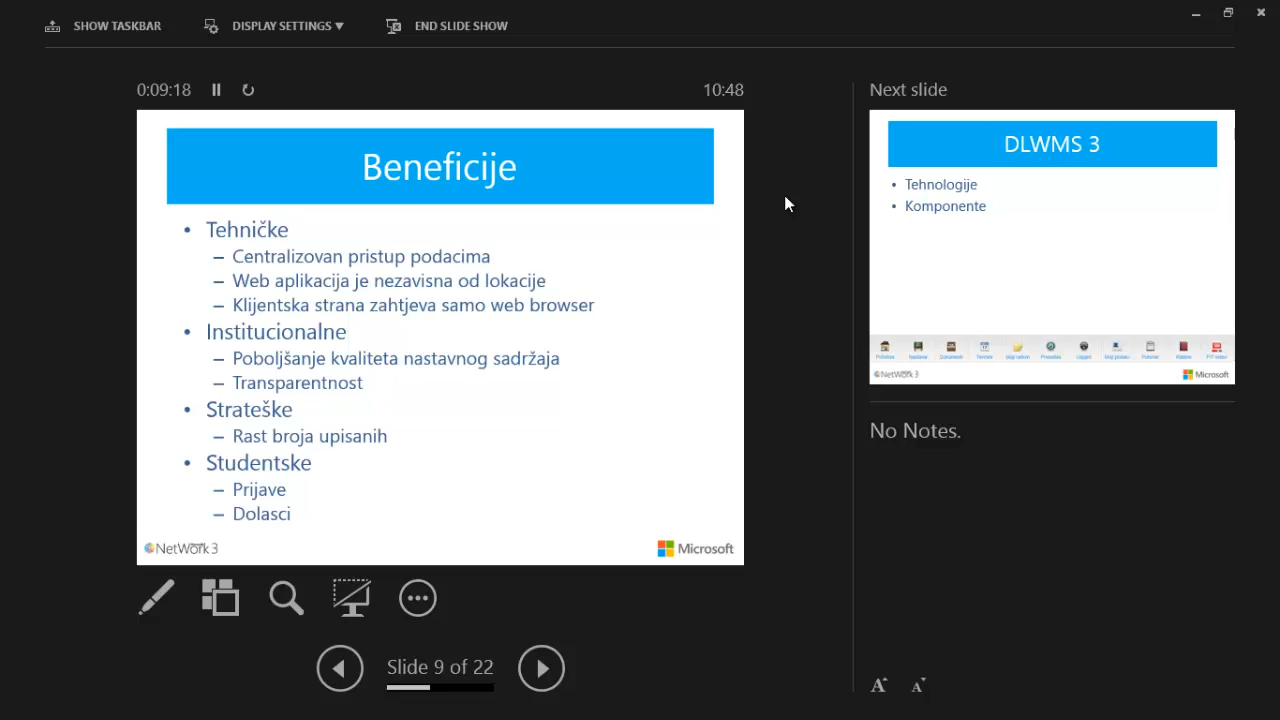 SHOW TASKBAR
DISPLAY SETTINGS ▼
END SLIDE SHOW
0:09:18
10:48
Beneficije
• Tehničke
– Centralizovan pristup podacima
– Web aplikacija je nezavisna od lokacije
– Klijentska strana zahtjeva samo web browser
• Institucionalne
– Poboljšanje kvaliteta nastavnog sadržaja
– Transparentnost
• Strateške
– Rast broja upisanih
• Studentske
– Prijave
– Dolasci
NetWork 3
Microsoft
Slide 9 of 22
Next slide
DLWMS 3
• Tehnologije
• Komponente
NetWork 3
Microsoft
No Notes.
A A